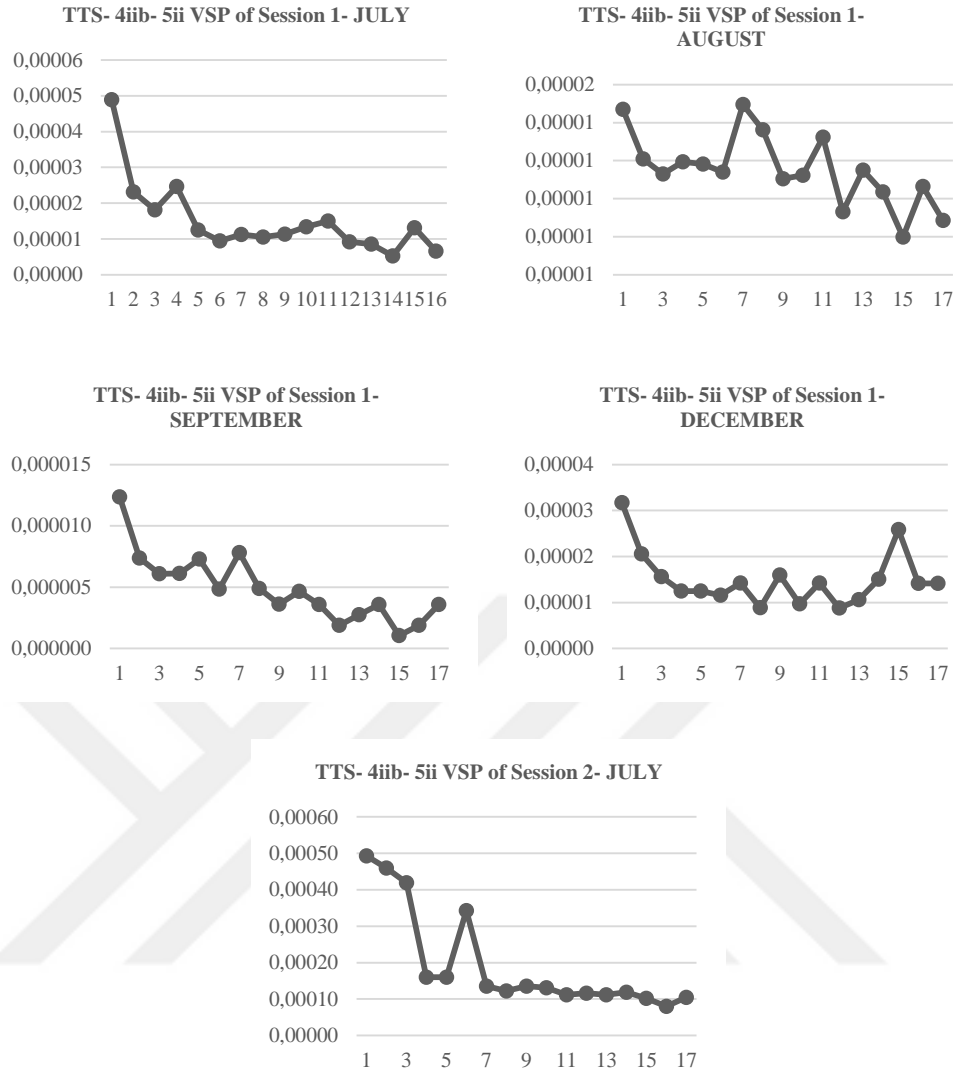 TTS- 4iib- 5ii VSP of Session 1- JULY
0,00006
0,00005
0,00004
0,00003
0,00002
0,00001
0,00000
1 2 3 4 5 6 7 8 9 10 11 12 13 14 15 16
TTS- 4iib- 5ii VSP of Session 1-
AUGUST
0,00002
0,00001
0,00001
0,00001
0,00001
0,00001
1 3 5 7 9 11 13 15 17
TTS- 4iib- 5ii VSP of Session 1-
SEPTEMBER
0,000015
0,000010
0,000005
0,000000
1 3 5 7 9 11 13 15 17
TTS- 4iib- 5ii VSP of Session 1-
DECEMBER
0,00004
0,00003
0,00002
0,00001
0,00000
1 3 5 7 9 11 13 15 17
TTS- 4iib- 5ii VSP of Session 2- JULY
0,00060
0,00050
0,00040
0,00030
0,00020
0,00010
0,00000
1 3 5 7 9 11 13 15 17